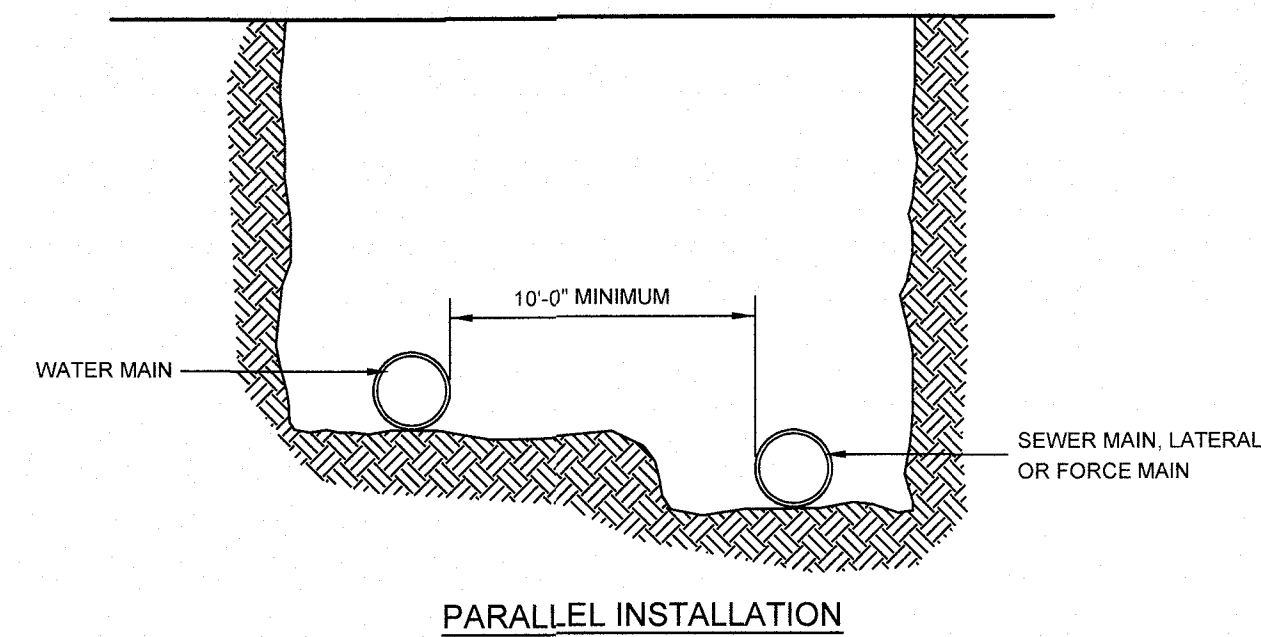 10'-0" MINIMUM
WATER MAIN
SEWER MAIN, LATERAL
OR FORCE MAIN
PARALLEL INSTALLATION